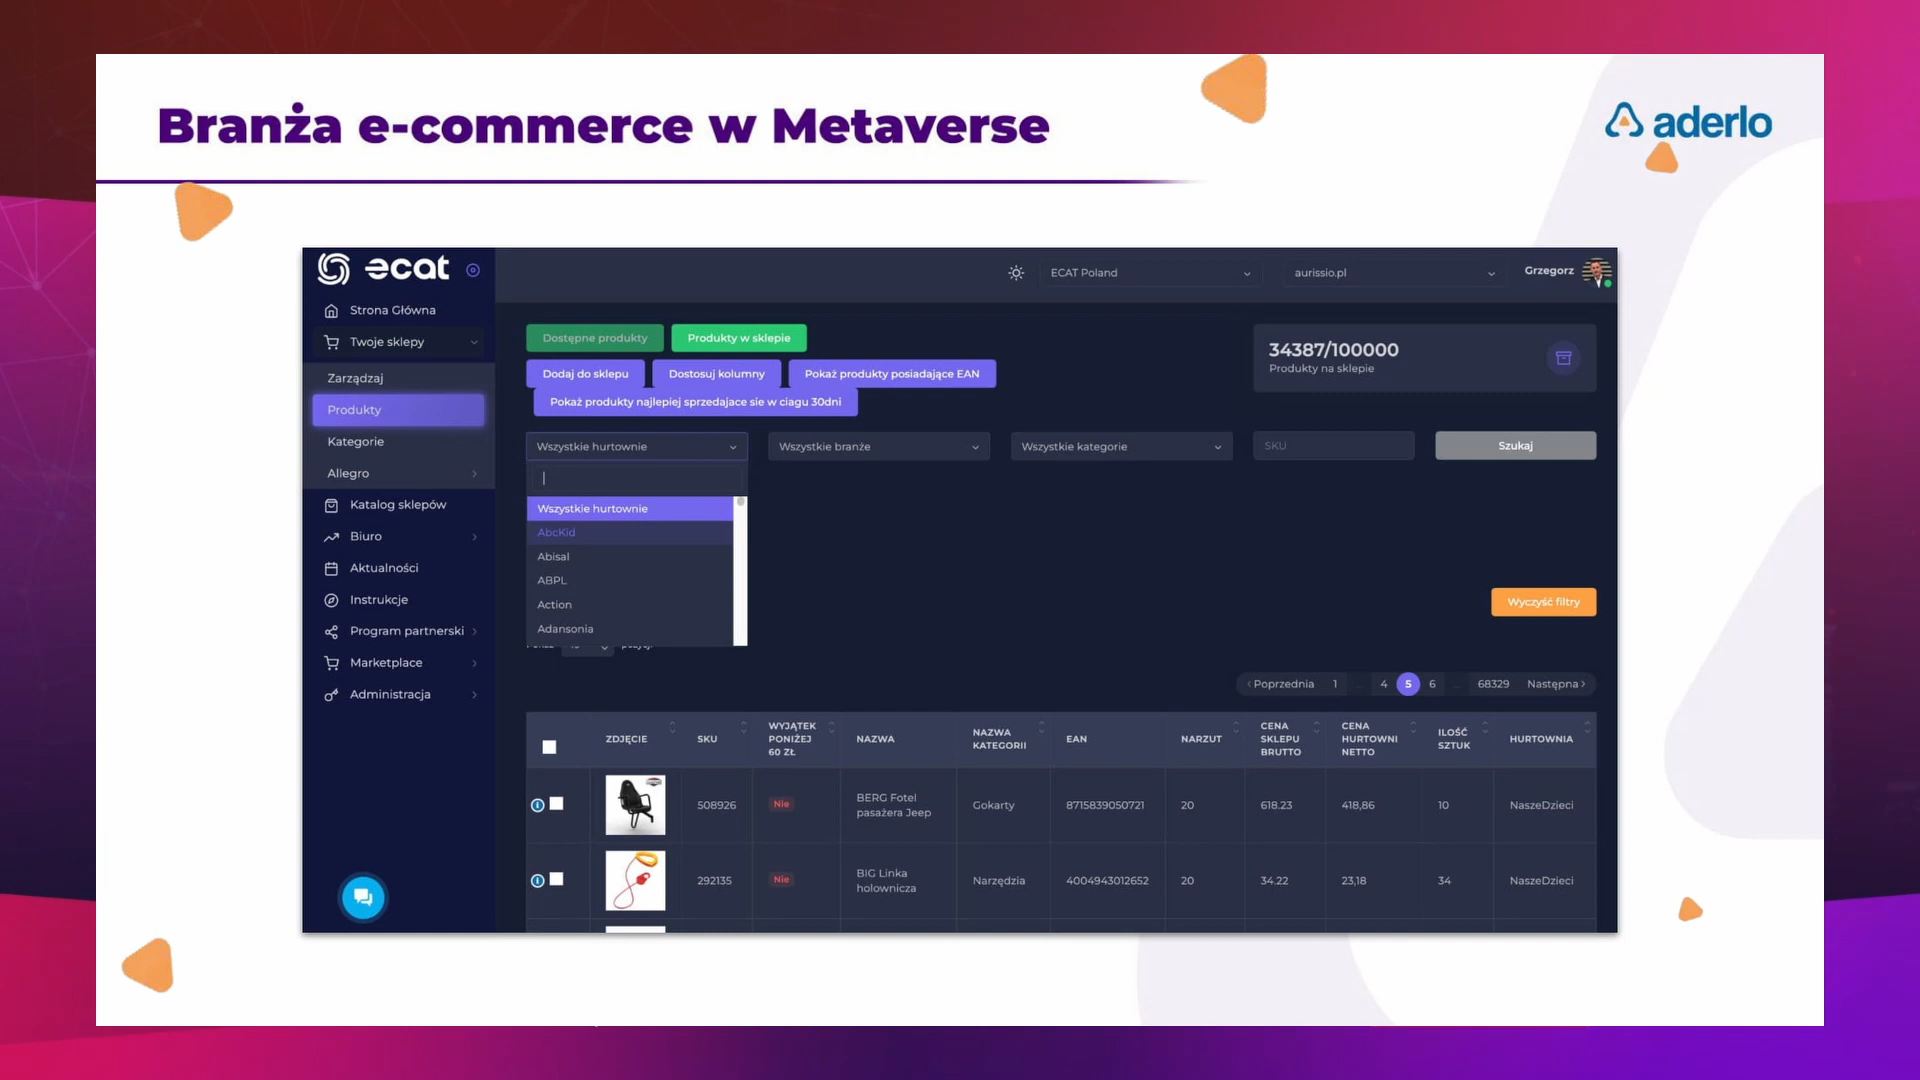 Branża e-commerce w Metaverse
aderlo
ecat
ECAT Poland
aurissio.pl
Grzegorz
Strona Główna
Twoje sklepy
Zarządzaj
Produkty
Kategorie
Allegro
Katalog sklepów
Biuro
Aktualności
Instrukcje
Program partnerski
Marketplace
Administracja
Dostępne produkty
Produkty w sklepie
Dodaj do sklepu
Dostosuj kolumny
Pokaż produkty posiadające EAN
Pokaż produkty najlepiej sprzedajace sie w ciagu 30dni
34387/100000
Produkty na sklepie
Wszystkie hurtownie
Wszystkie branże
Wszystkie kategorie
SKU
Szukaj
Wszystkie hurtownie
AbcKid
Abisal
ABPL
Action
Adansonia
Wyczyść filtry
Poprzednia 1 ... 4 5 6 ... 68329 Następna
ZDJĘCIE
SKU
WYJĄTEK
PONIŻEJ
60 ZŁ
NAZWA
NAZWA
KATEGORII
EAN
NARZUT
CENA
SKLEPU
BRUTTO
CENA
HURTOWNI
NETTO
ILOŚĆ
SZTUK
HURTOWNIA
508926
Nie
BERG Fotel
pasażera Jeep
Gokarty
8715839050721
20
618.23
418,86
10
NaszeDzieci
292135
Nie
BIG Linka
holownicza
Narzędzia
4004943012652
20
34.22
23,18
34
NaszeDzieci